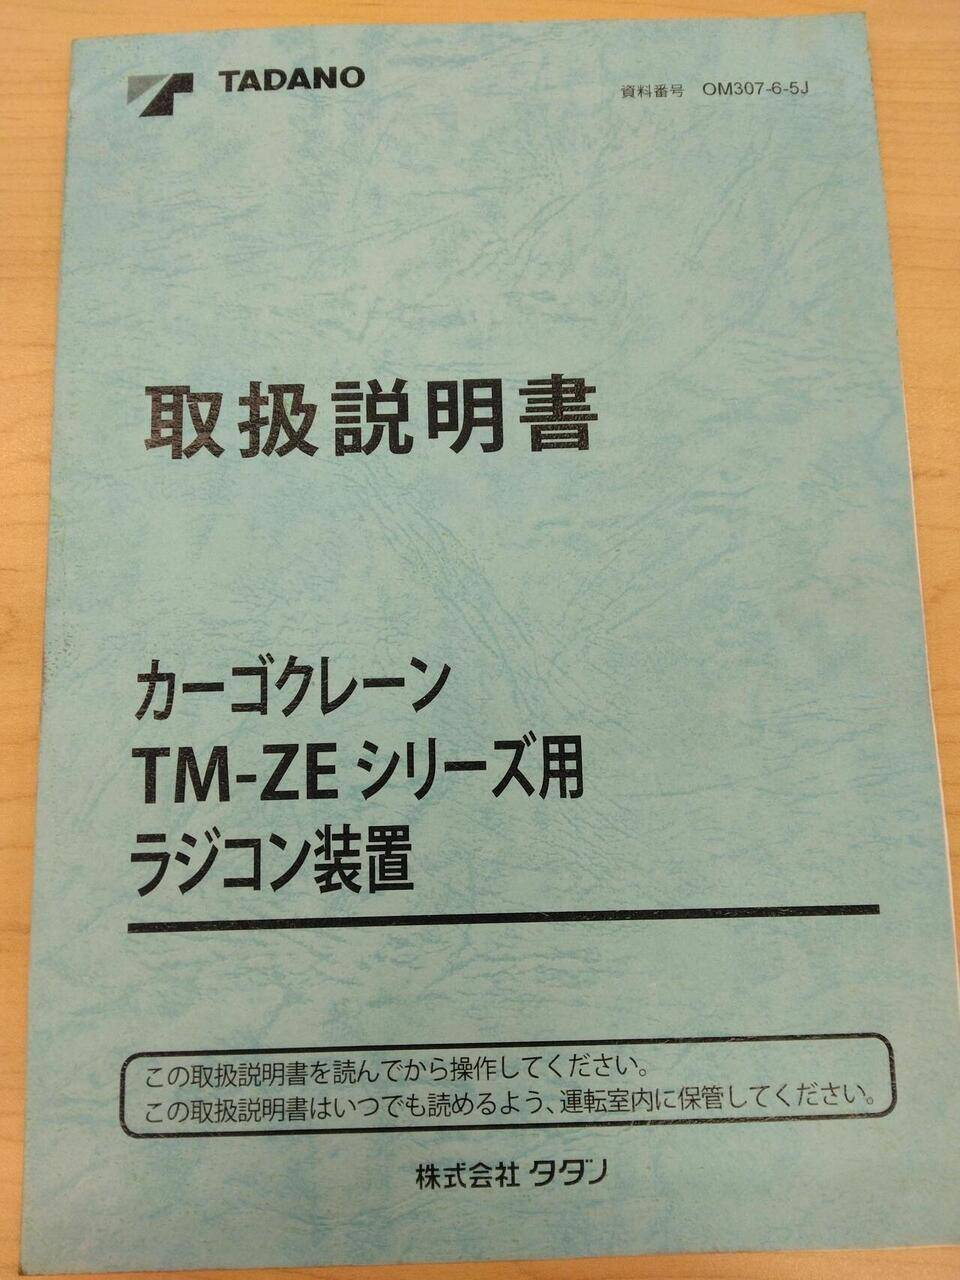 TADANO
資料番号 OM307-6-5J
取扱説明書
カーゴクレーン
TM-ZE シリーズ用
ラジコン装置
この取扱説明書を読んでから操作してください。
この取扱説明書はいつでも読めるよう、運転室内に保管してください。
株式会社 タダノ